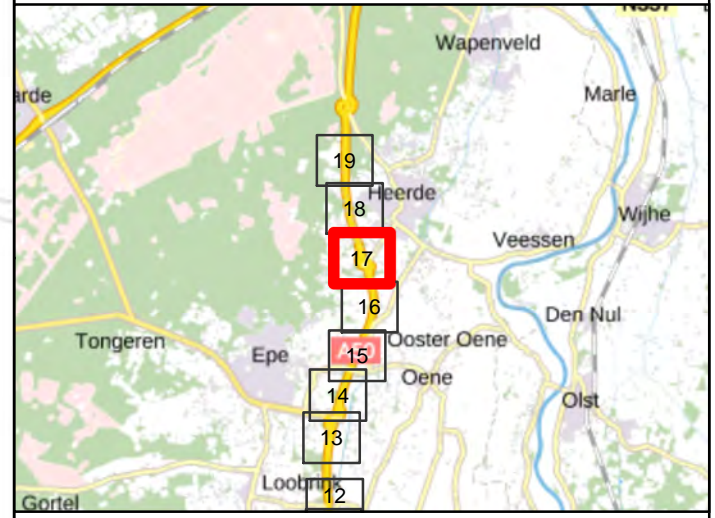 N337
Wapenveld
arde
Marle
19
Heerde
18
Wijhe
Veessen
17
16
Den Nul
Tongeren
Ooster Oene
Epe
A50
15
Oene
14
Olst
13
Loobrink
12
Gortel